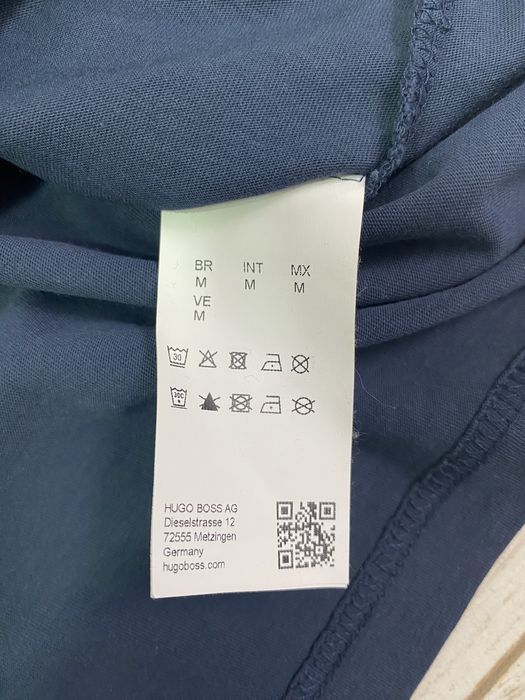 BR INT MX
M M M
VE
M
30
30C
HUGO BOSS AG
Dieselstrasse 12
72555 Metzingen
Germany
hugoboss.com